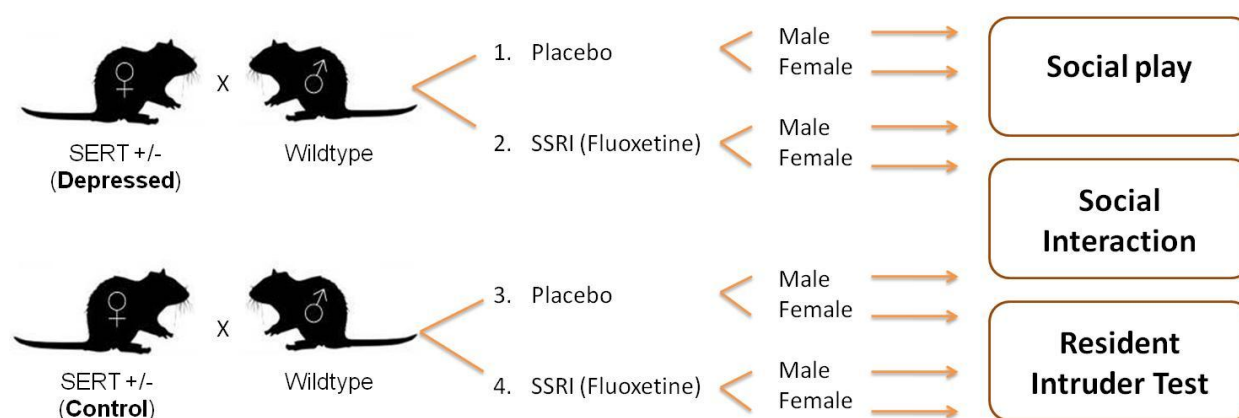 1. Placebo
Male
Female
Social play
♀ X ♂
SERT +/-
(Depressed)
Wildtype
2. SSRI (Fluoxetine)
Male
Female
Social
Interaction
♀ X ♂
SERT +/-
(Control)
Wildtype
3. Placebo
Male
Female
4. SSRI (Fluoxetine)
Male
Female
Resident
Intruder Test